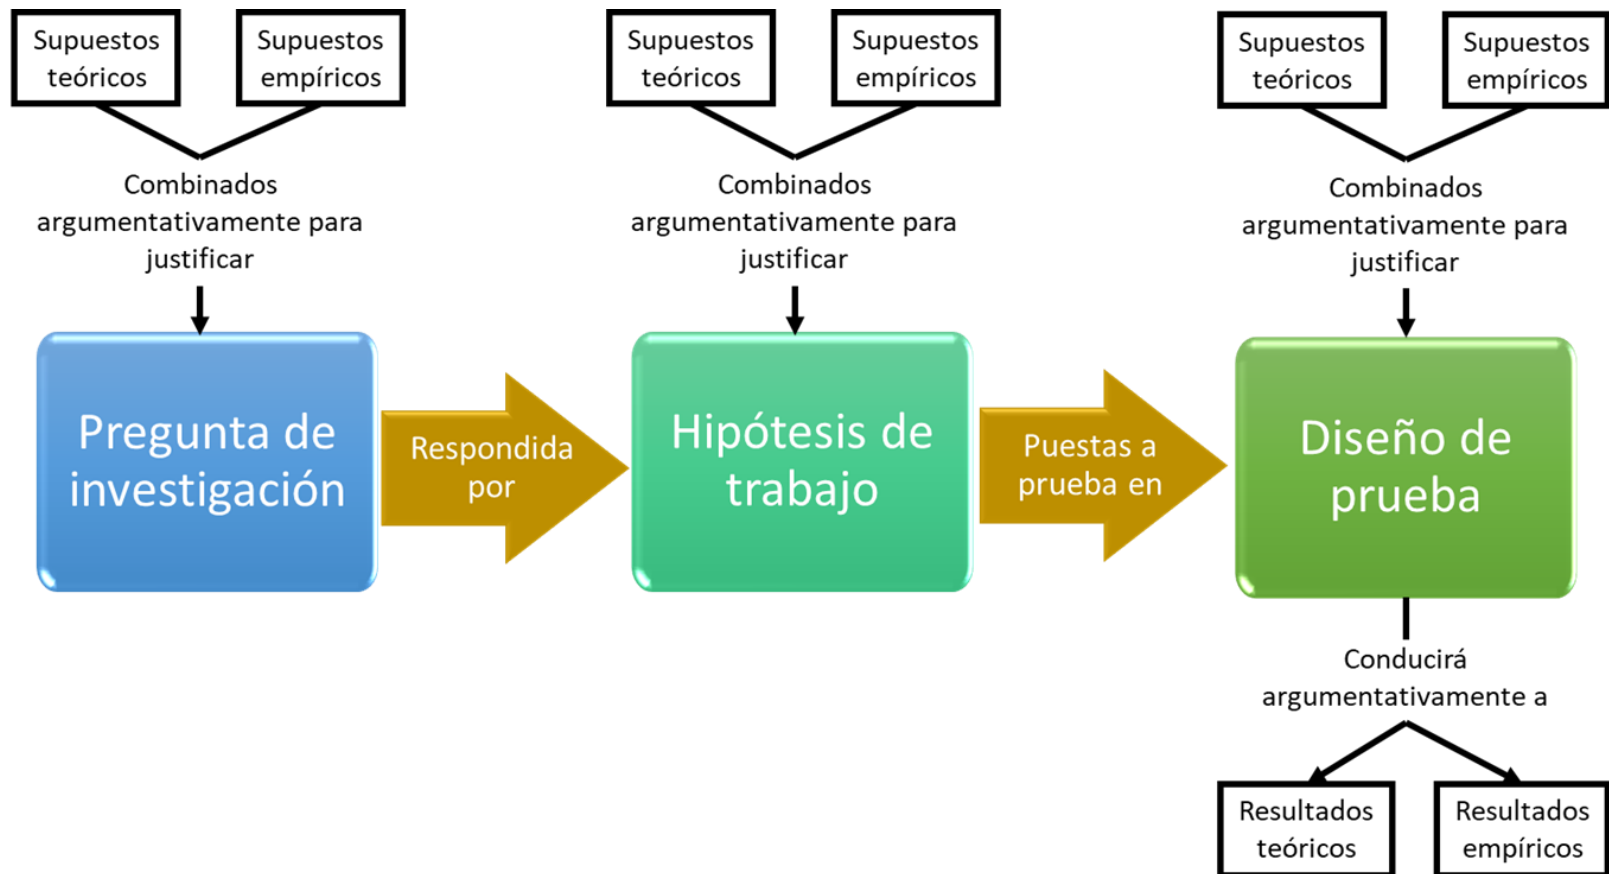 Supuestos
teóricos
Supuestos
empíricos
Combinados
argumentativamente para
justificar
Pregunta de
investigación
Respondida
por
Supuestos
teóricos
Supuestos
empíricos
Combinados
argumentativamente para
justificar
Hipótesis de
trabajo
Puestas a
prueba en
Supuestos
teóricos
Supuestos
empíricos
Combinados
argumentativamente para
justificar
Diseño de
prueba
Conducirá
argumentativamente a
Resultados
teóricos
Resultados
empíricos